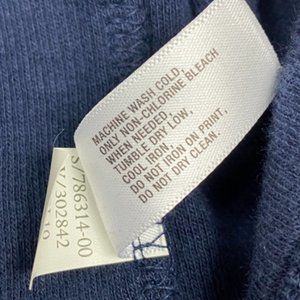 MACHINE WASH COLD.
ONLY NON-CHLORINE BLEACH
WHEN NEEDED.
TUMBLE DRY LOW.
COOL IRON.
DO NOT IRON ON PRINT.
DO NOT DRY CLEAN.
S/786314-00
V/302842